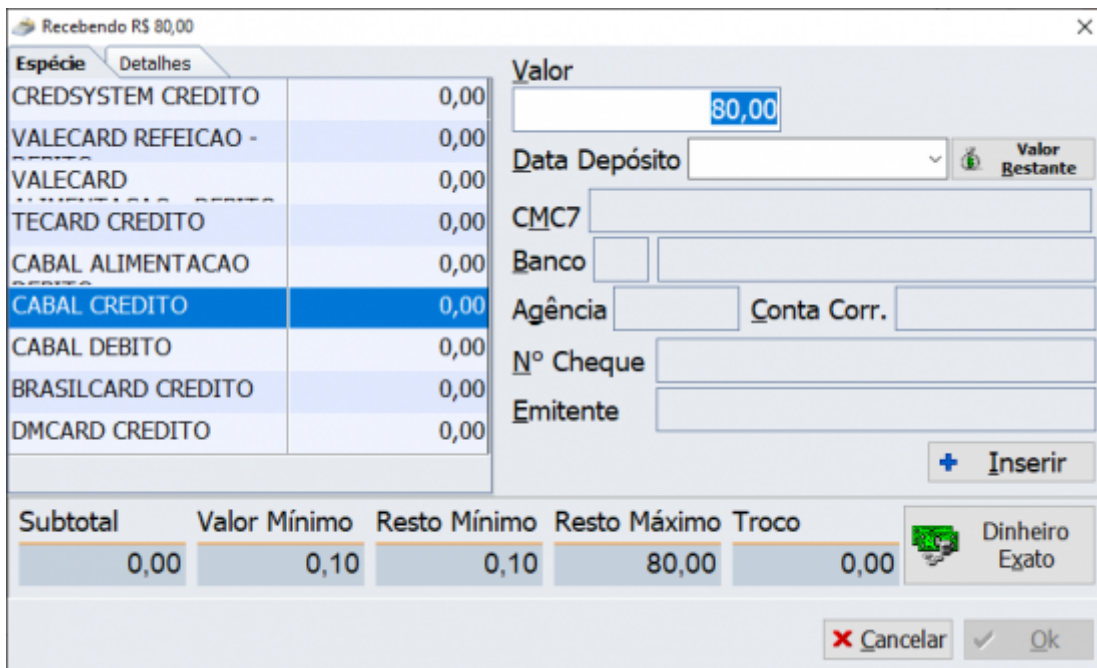 Recebendo R$ 80,00
Espécie Detalhes
CREDSYSTEM CREDITO 0,00
VALECARD REFEICAO - 0,00
VALECARD 0,00
TECARD CREDITO 0,00
CABAL ALIMENTACAO 0,00
CABAL CREDITO 0,00
CABAL DEBITO 0,00
BRASILCARD CREDITO 0,00
DMCARD CREDITO 0,00
Valor
80,00
Data Depósito Valor Restante
CMC7
Banco
Agência Conta Corr.
Nº Cheque
Emitente
Inserir
Subtotal Valor Mínimo Resto Mínimo Resto Máximo Troco
0,00 0,10 0,10 80,00 0,00
Dinheiro
Exato
Cancelar Ok